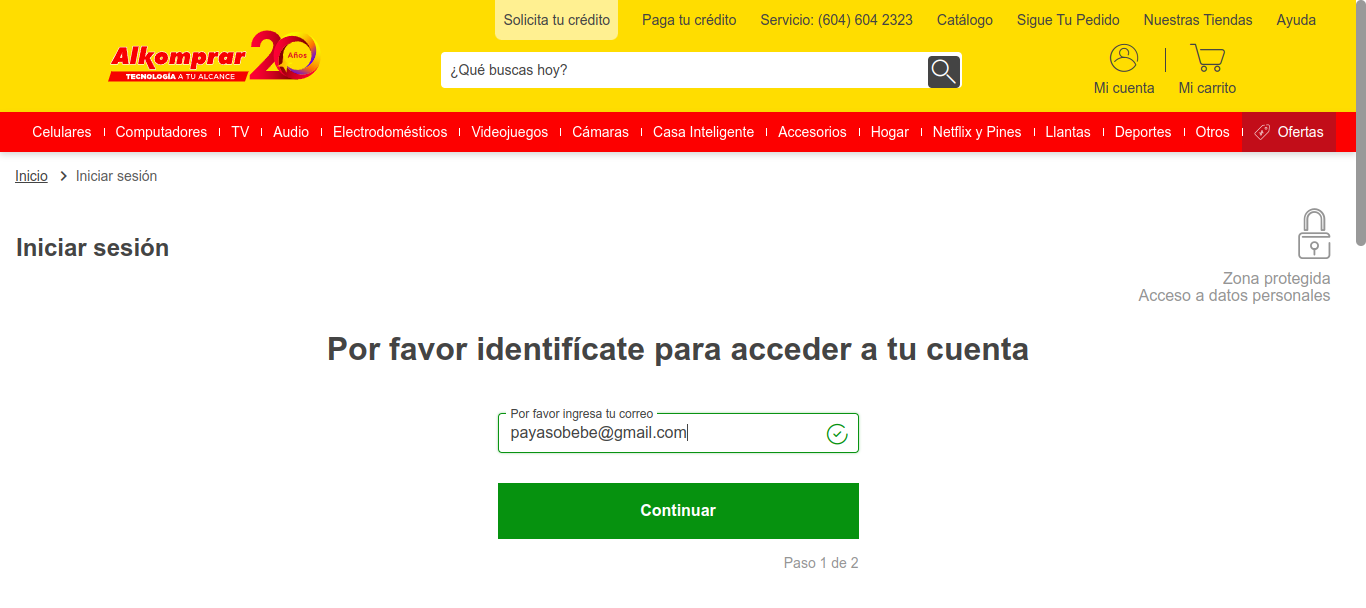 Solicita tu crédito Paga tu crédito Servicio: (604) 604 2323 Catálogo Sigue Tu Pedido Nuestras Tiendas Ayuda
Alkomprar 20 Años
TECNOLOGÍA A TU ALCANCE
¿Qué buscas hoy?
Mi cuenta Mi carrito
Celulares Computadores TV Audio Electrodomésticos Videojuegos Cámaras Casa Inteligente Accesorios Hogar Netflix y Pines Llantas Deportes Otros Ofertas
Inicio Iniciar sesión
Iniciar sesión
Zona protegida
Acceso a datos personales
Por favor identifícate para acceder a tu cuenta
Por favor ingresa tu correo
payasobebe@gmail.com
Continuar
Paso 1 de 2